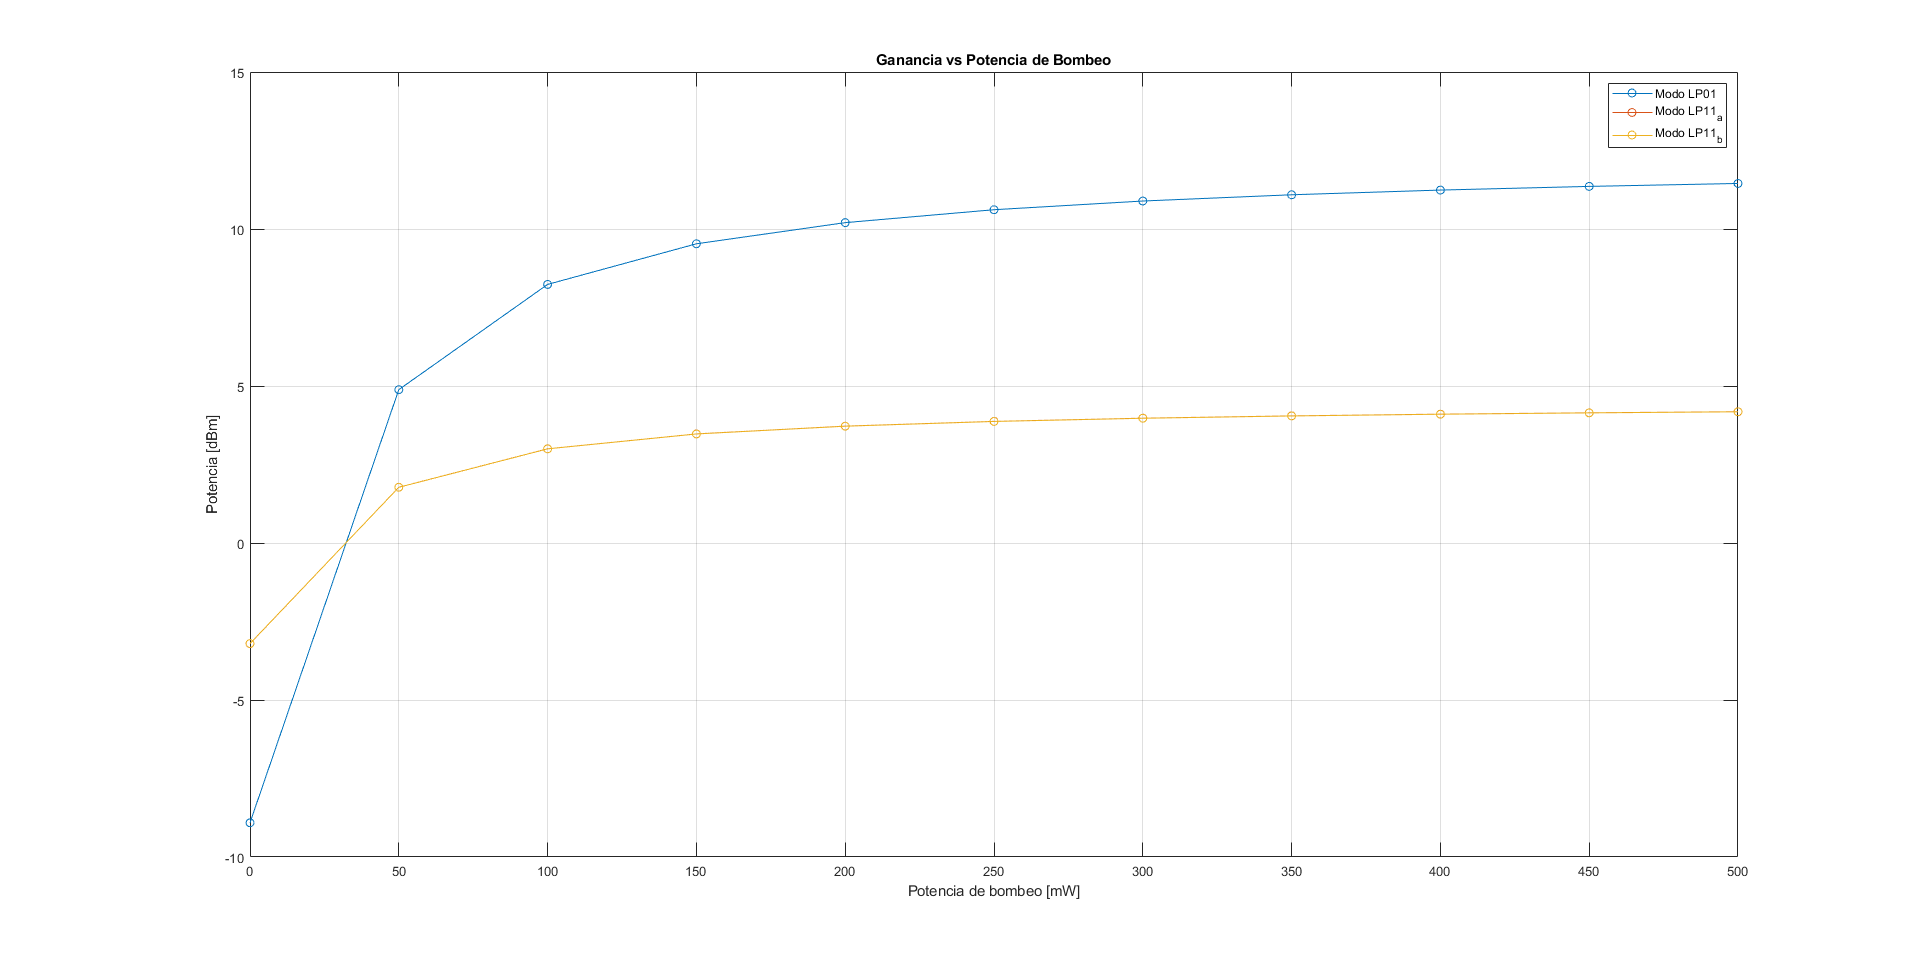 Ganancia vs Potencia de Bombeo
Modo LP01
Modo LP11a
Modo LP11b
15
10
5
0
-5
-10
Potencia [dBm]
0 50 100 150 200 250 300 350 400 450 500
Potencia de bombeo [mW]